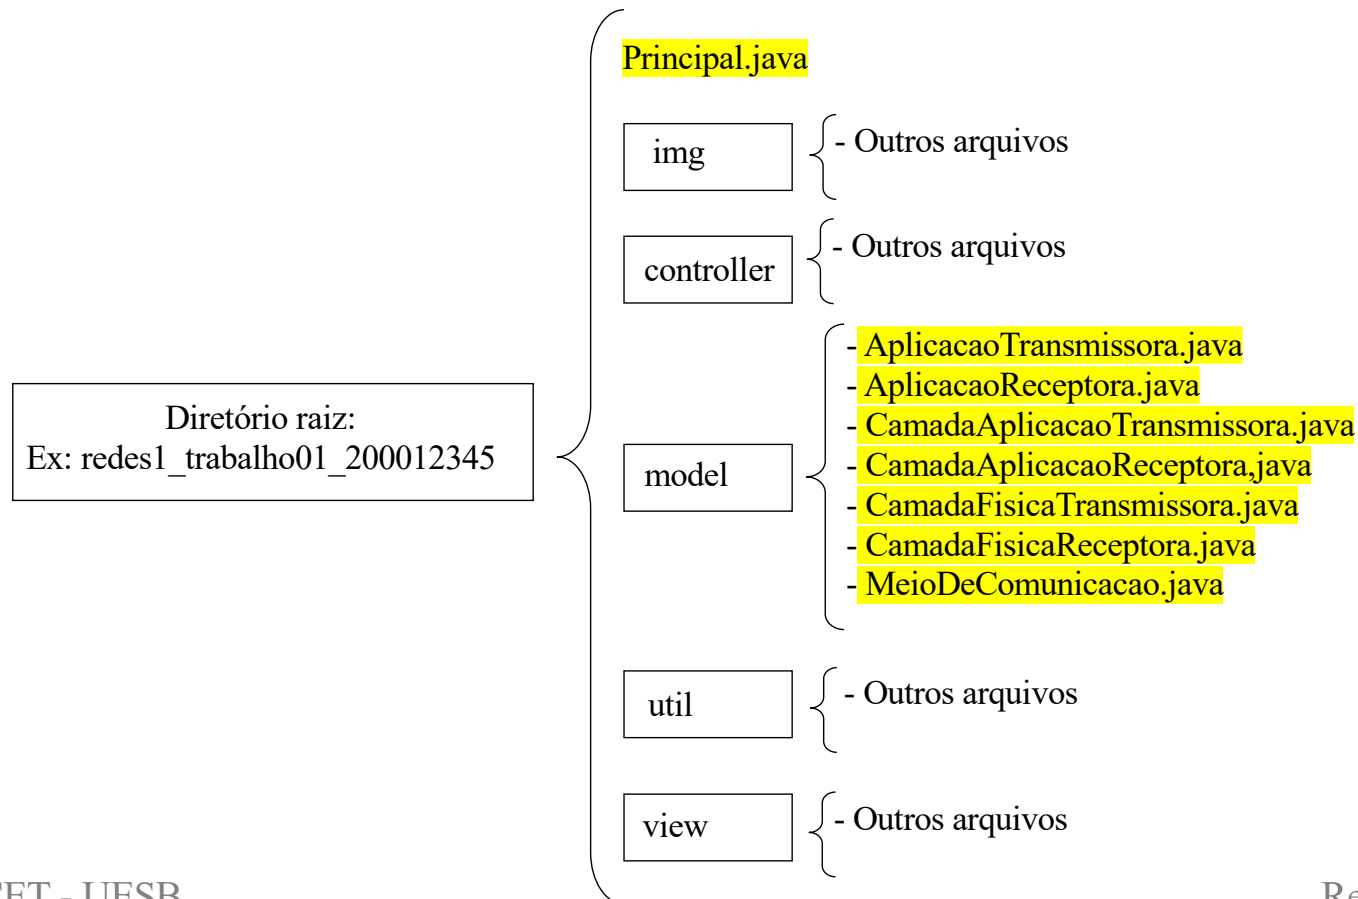 Principal.java
img
- Outros arquivos
controller
- Outros arquivos
Diretório raiz:
Ex: redes1_trabalho01_200012345
model
- AplicacaoTransmissora.java
- AplicacaoReceptora.java
- CamadaAplicacaoTransmissora.java
- CamadaAplicacaoReceptora,java
- CamadaFisicaTransmissora.java
- CamadaFisicaReceptora.java
- MeioDeComunicacao.java
util
- Outros arquivos
view
- Outros arquivos
- UESB